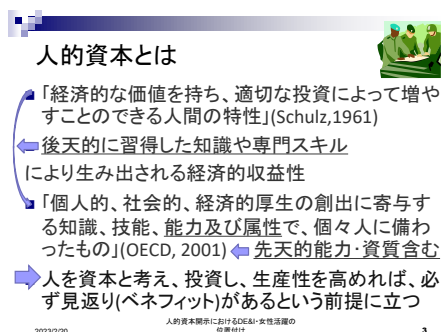 人的資本とは
「経済的な価値を持ち、適切な投資によって増や
すことのできる人間の特性」(Schulz,1961)
後天的に習得した知識や専門スキル
により生み出される経済的収益性
「個人的、社会的、経済的厚生の創出に寄与す
る知識、技能、能力及び属性で、個々人に備わ
ったもの」(OECD, 2001) 先天的能力・資質含む
人を資本と考え、投資し、生産性を高めれば、必
ず見返り(ベネフィット)があるという前提に立つ
2023/2/20
人的資本開示におけるDE&I・女性活躍の
位置付け
3